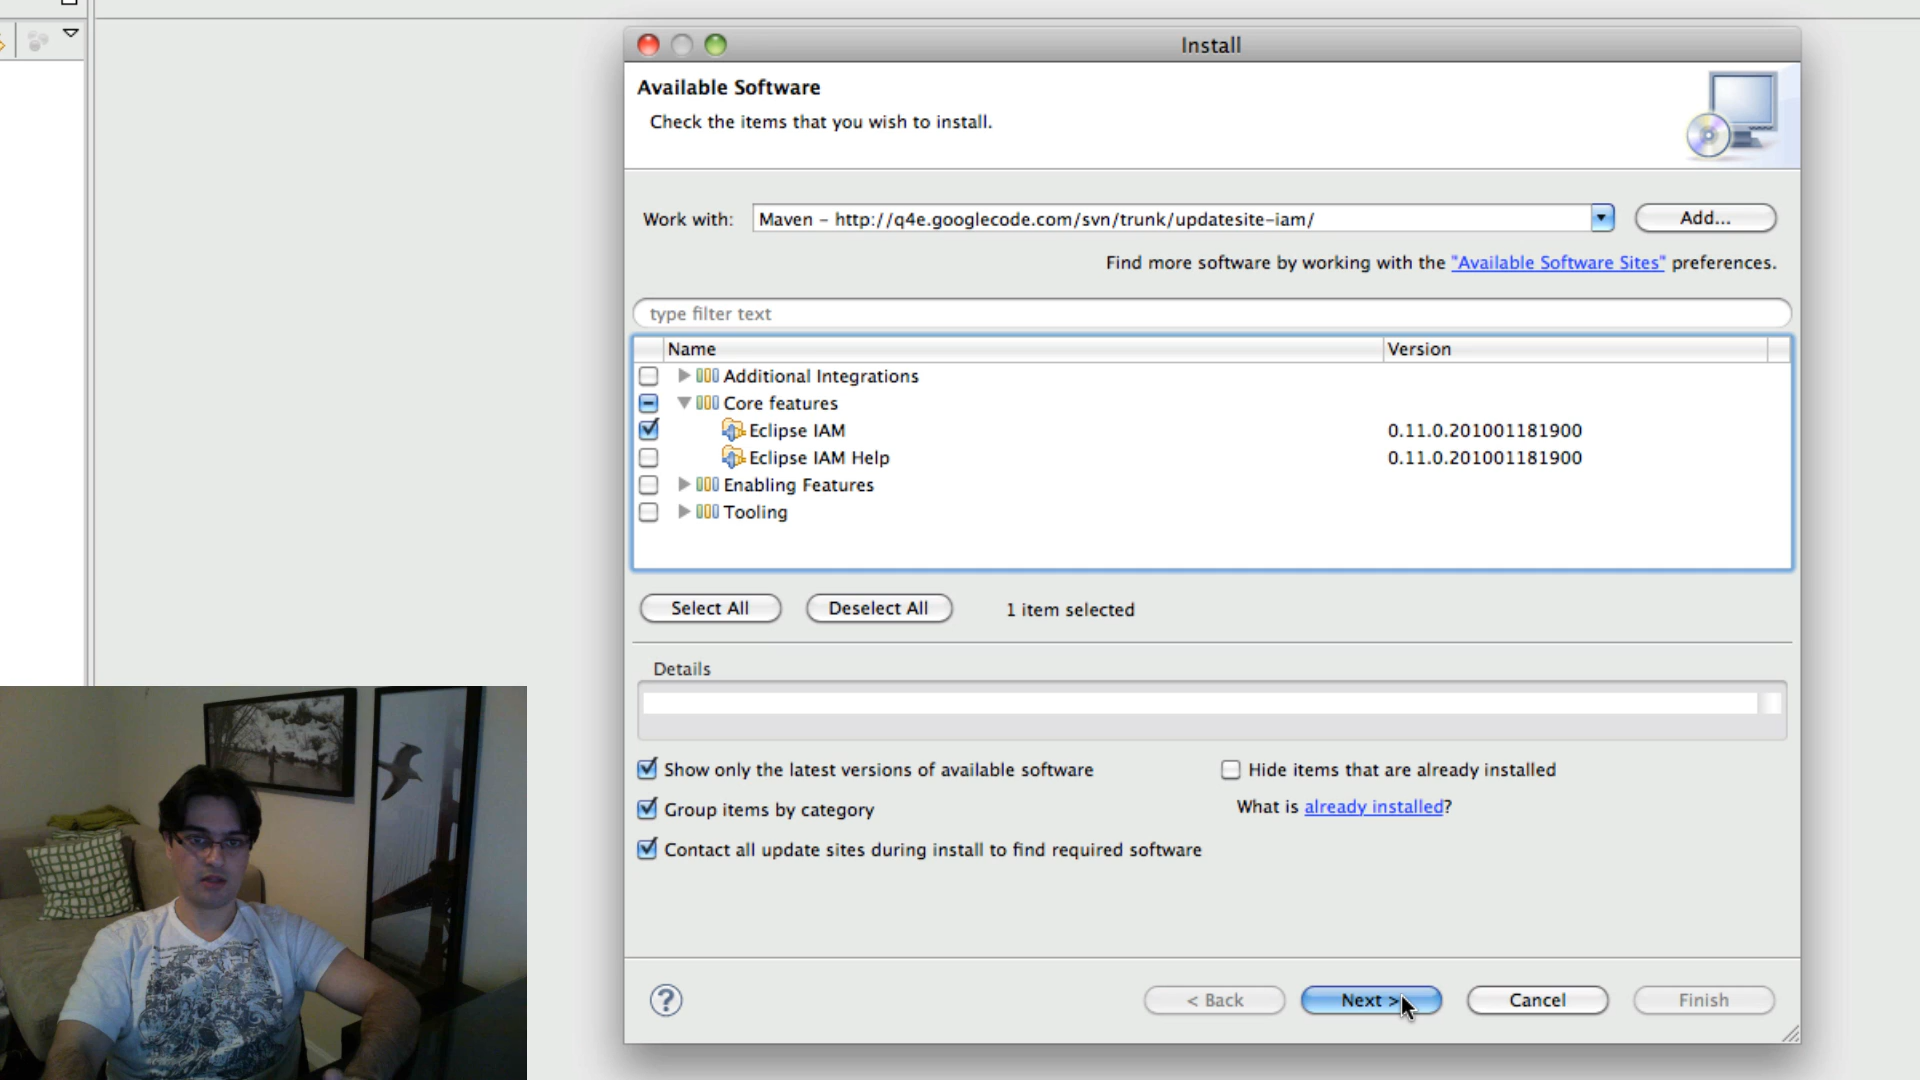 Install
Available Software
Check the items that you wish to install.
Work with: Maven - http://q4e.googlecode.com/svn/trunk/updatesite-iam/ Add...
Find more software by working with the "Available Software Sites" preferences.
type filter text
Name Version
Additional Integrations
Core features
Eclipse IAM 0.11.0.201001181900
Eclipse IAM Help 0.11.0.201001181900
Enabling Features
Tooling
Select All Deselect All 1 item selected
Details
Show only the latest versions of available software Hide items that are already installed
Group items by category What is already installed?
Contact all update sites during install to find required software
? < Back Next > Cancel Finish